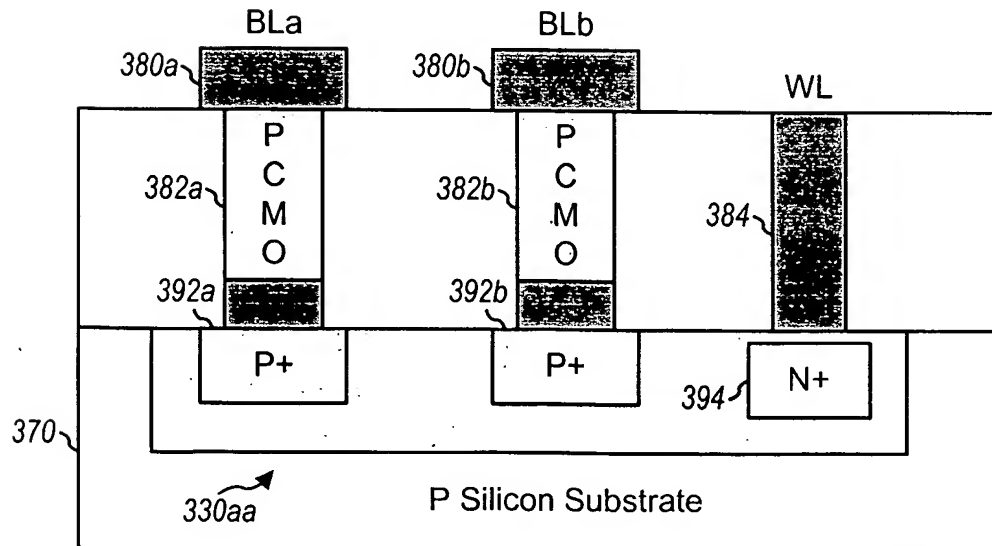 BLa
BLb
380a
380b
WL
P
C
M
O
P
C
M
O
382a
382b
384
392a
392b
P+
P+
N+
394
370
330aa
P Silicon Substrate